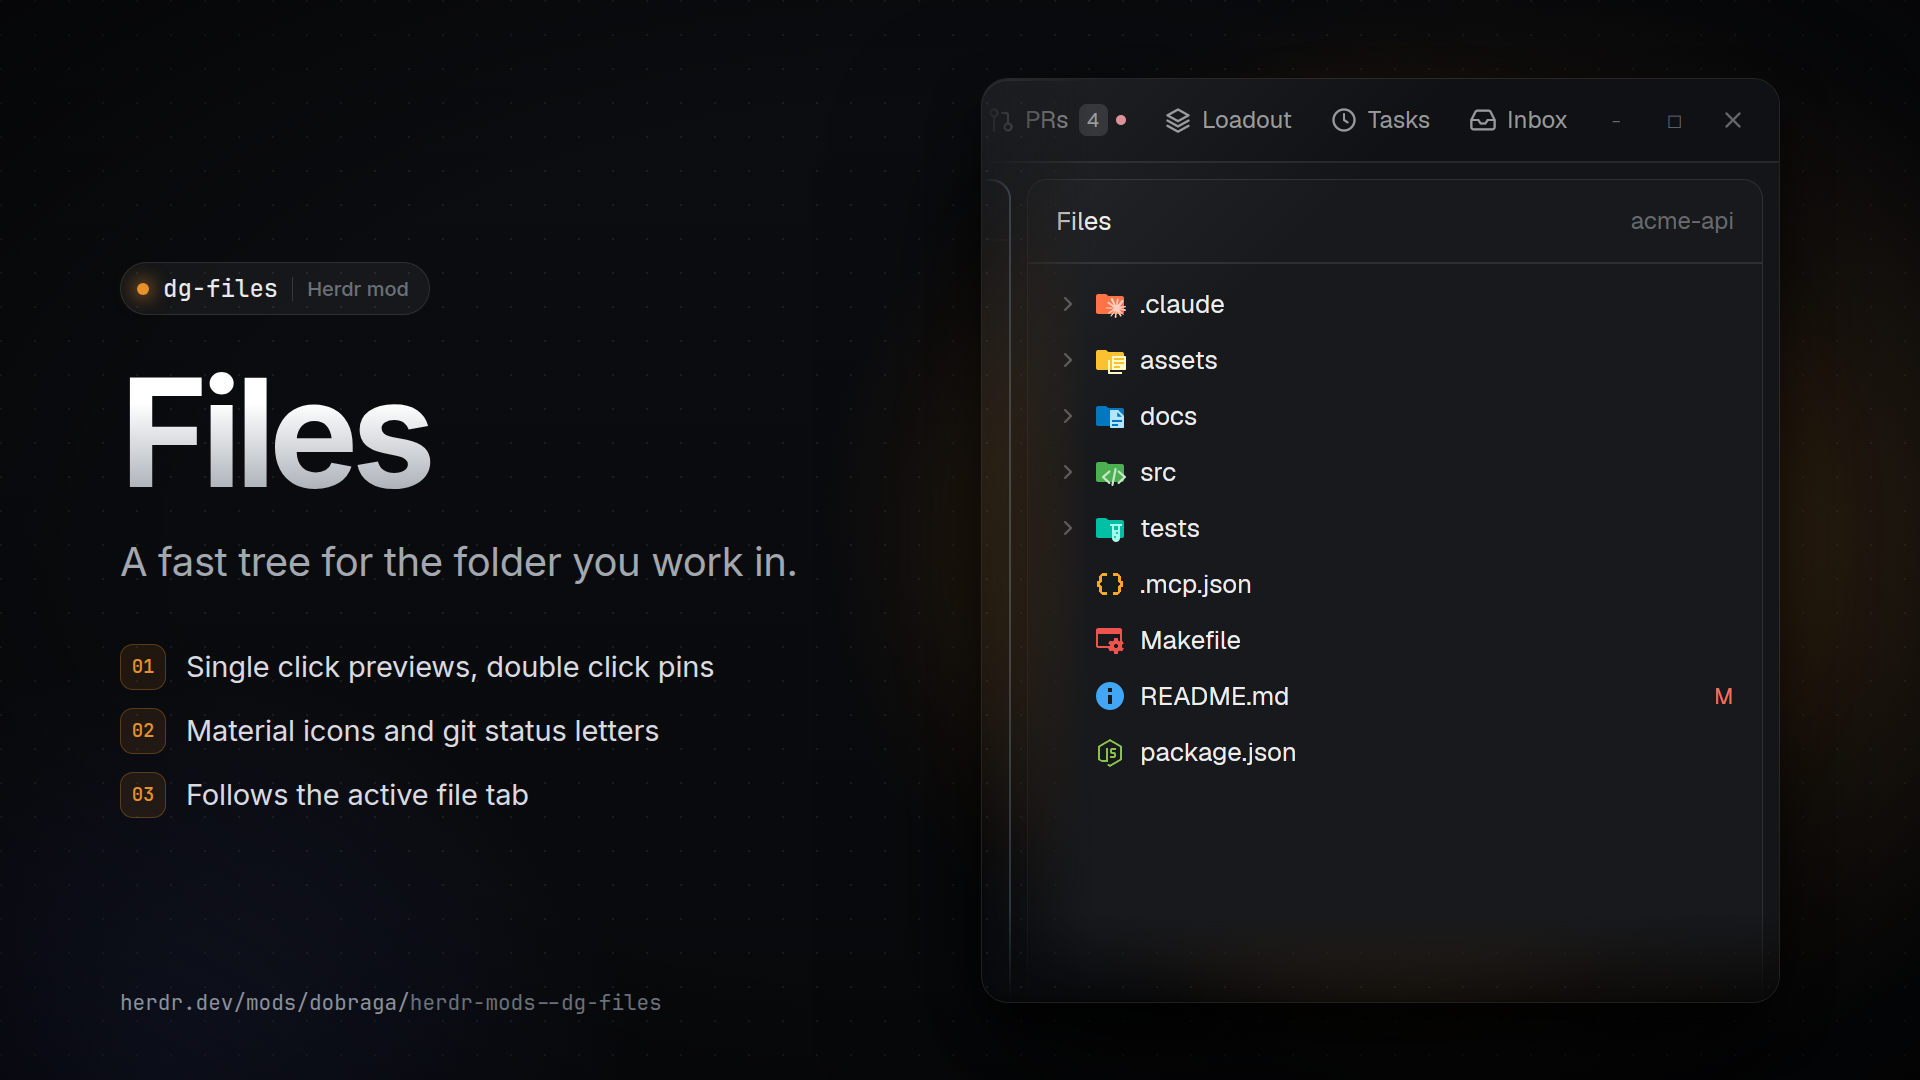 dg-files Herdr mod
Files
A fast tree for the folder you work in.
01 Single click previews, double click pins
02 Material icons and git status letters
03 Follows the active file tab
herdr.dev/mods/dobraga/herdr-mods--dg-files
PRs 4 Loadout Tasks Inbox
Files acme-api
.claude
assets
docs
src
tests
.mcp.json
Makefile
README.md M
package.json